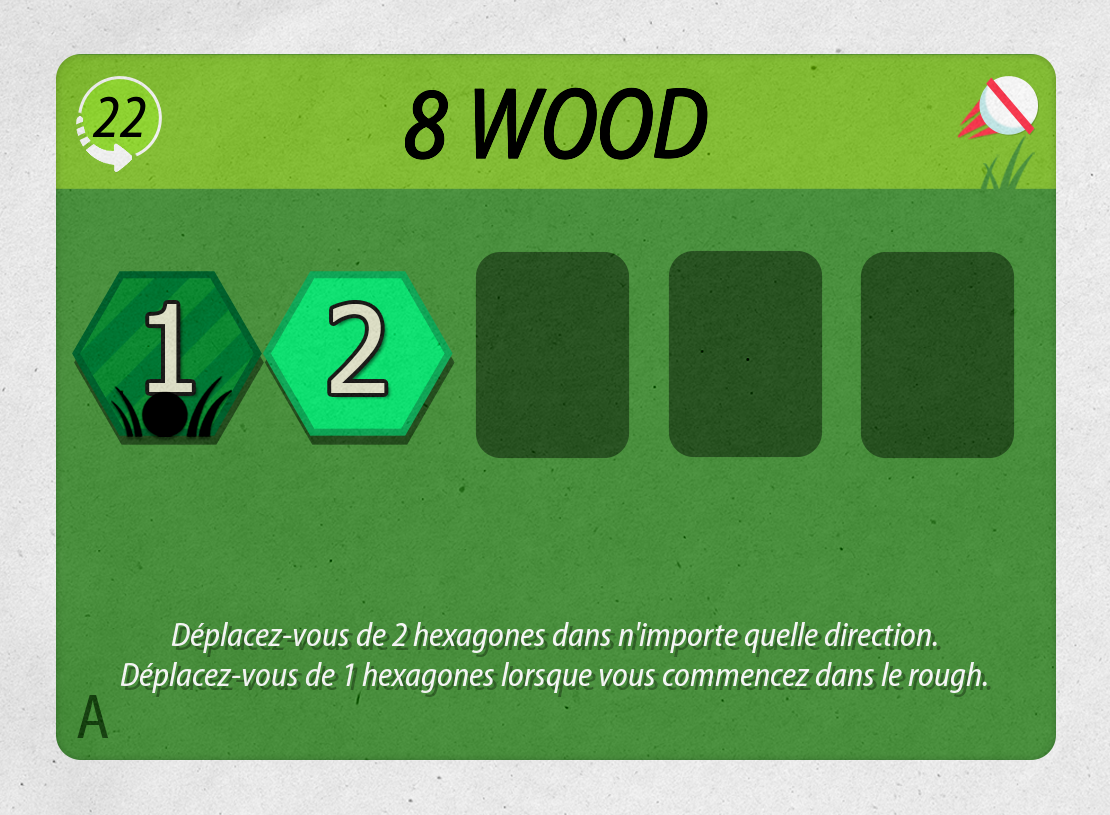 22
8 WOOD
1
2
Déplacez-vous de 2 hexagones dans n'importe quelle direction.
Déplacez-vous de 1 hexagones lorsque vous commencez dans le rough.
A